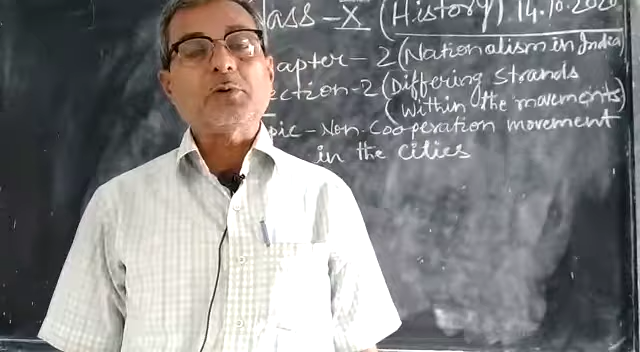 lass - X (History) 14.10.2020
apter - 2 (Nationalism in India
ection - 2 (Differing Strands
(within the movements)
pic - Non-Cooperation movement
in the cities